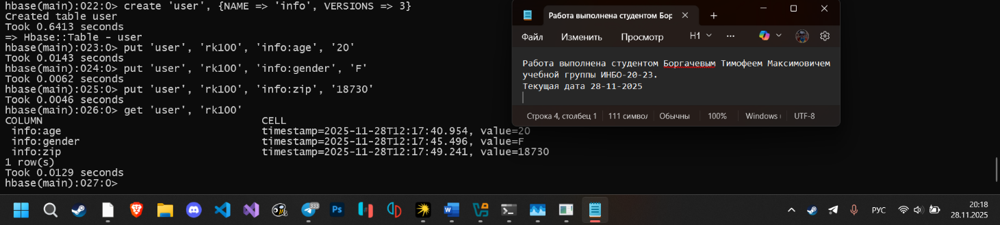 hbase(main):022:0> create 'user', {NAME => 'info', VERSIONS => 3}
Created table user
Took 0.6413 seconds
=> Hbase::Table - user
hbase(main):023:0> put 'user', 'rk100', 'info:age', '20'
Took 0.0143 seconds
hbase(main):024:0> put 'user', 'rk100', 'info:gender', 'F'
Took 0.0062 seconds
hbase(main):025:0> put 'user', 'rk100', 'info:zip', '18730'
Took 0.0046 seconds
hbase(main):026:0> get 'user', 'rk100'
COLUMN CELL
info:age timestamp=2025-11-28T12:17:40.954, value=20
info:gender timestamp=2025-11-28T12:17:45.496, value=F
info:zip timestamp=2025-11-28T12:17:49.241, value=18730
1 row(s)
Took 0.0129 seconds
hbase(main):027:0>
Работа выполнена студентом Бор
Файл Изменить Просмотр H1
Работа выполнена студентом Боргачевым Тимофеем Максимовичем
учебной группы ИНБО-20-23.
Текущая дата 28-11-2025
Строка 4, столбец 1 111 символ Обычны 100% Windows UTF-8
333 Ps РУС 20:18
28.11.2025